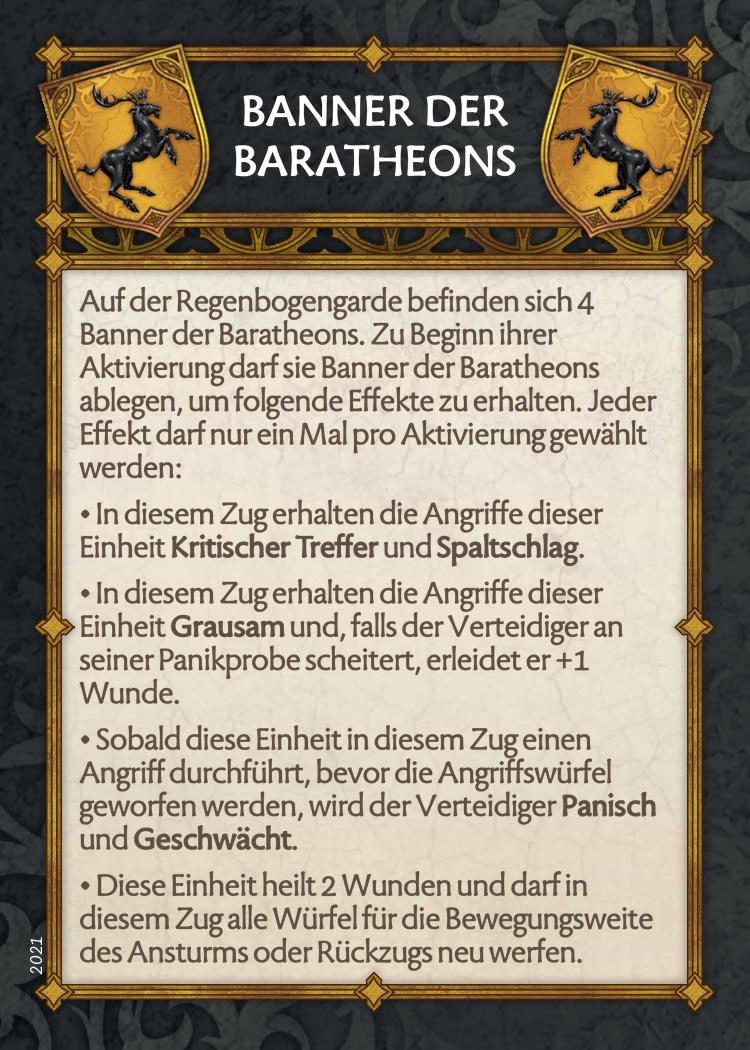 BANNER DER
BARATHEONS
Auf der Regenbogengarde befinden sich 4
Banner der Baratheons. Zu Beginn ihrer
Aktivierung darf sie Banner der Baratheons
ablegen, um folgende Effekte zu erhalten. Jeder
Effekt darf nur ein Mal pro Aktivierung gewählt
werden:
• In diesem Zug erhalten die Angriffe dieser
Einheit Kritischer Treffer und Spaltschlag.
• In diesem Zug erhalten die Angriffe dieser
Einheit Grausam und, falls der Verteidiger an
seiner Panikprobe scheitert, erleidet er +1
Wunde.
• Sobald diese Einheit in diesem Zug einen
Angriff durchführt, bevor die Angriffswürfel
geworfen werden, wird der Verteidiger Panisch
und Geschwächt.
• Diese Einheit heilt 2 Wunden und darf in
diesem Zug alle Würfel für die Bewegungsweite
des Ansturms oder Rückzugs neu werfen.
2021